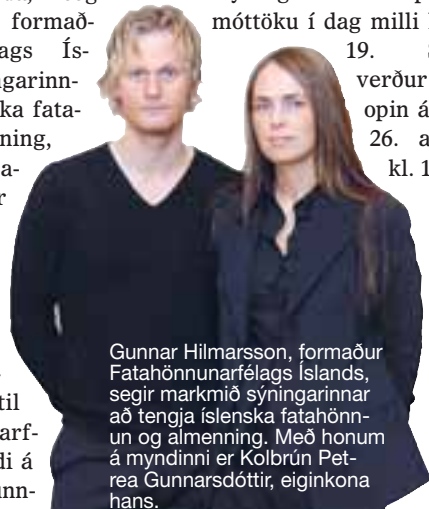 formað-
lags Ís-
garinn-
ka fata-
ning,
a-
r
til
arf-
di á
unn-
móttöku í dag milli
19.
verður
opin á
26. a
kl. 1
Gunnar Hilmarsson, formaður
Fatahönnunarfélags Íslands,
segir markmið sýningarinnar
að tengja íslenska fatahönn-
un og almenning. Með honum
á myndinni er Kolbrún Pet-
rea Gunnarsdóttir, eiginkona
hans.